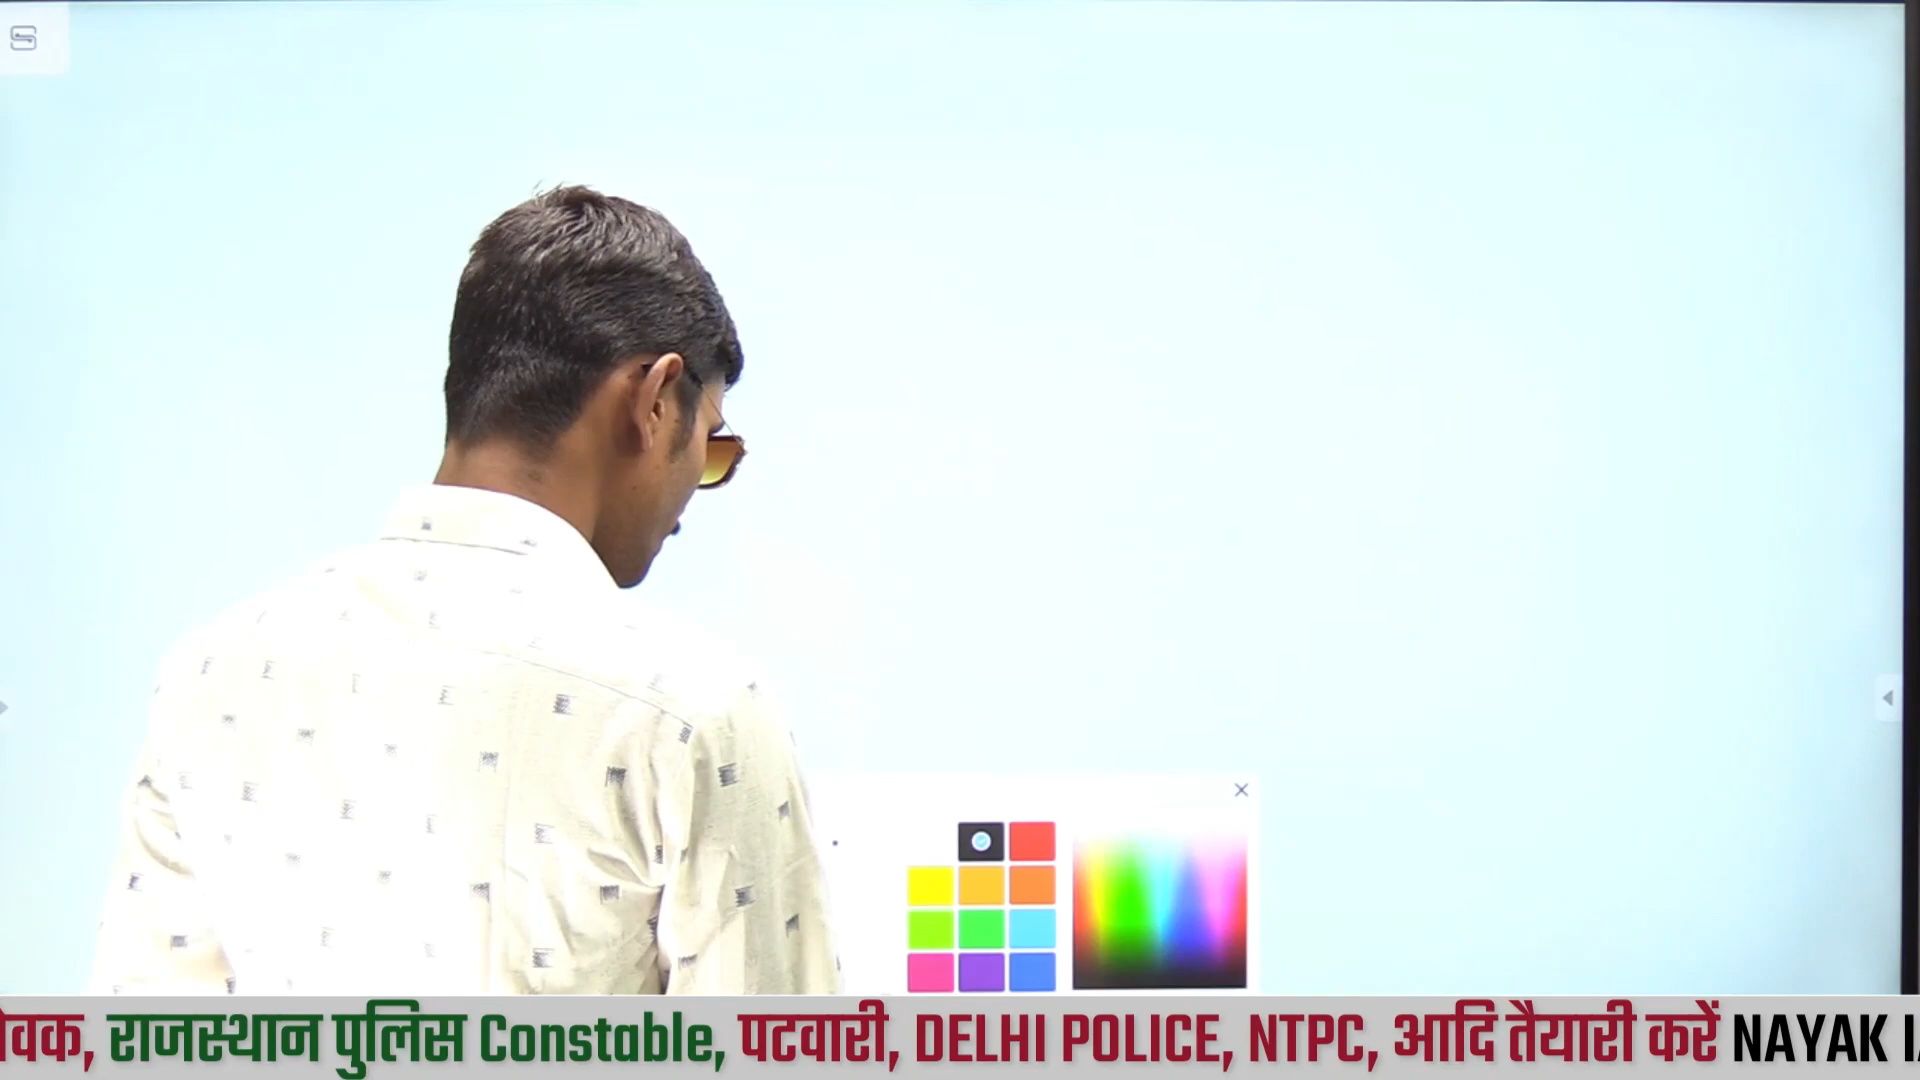 राजस्थान पुलिस Constable, पटवारी, DELHI POLICE, NTPC, आदि तैयारी करें NAYAK